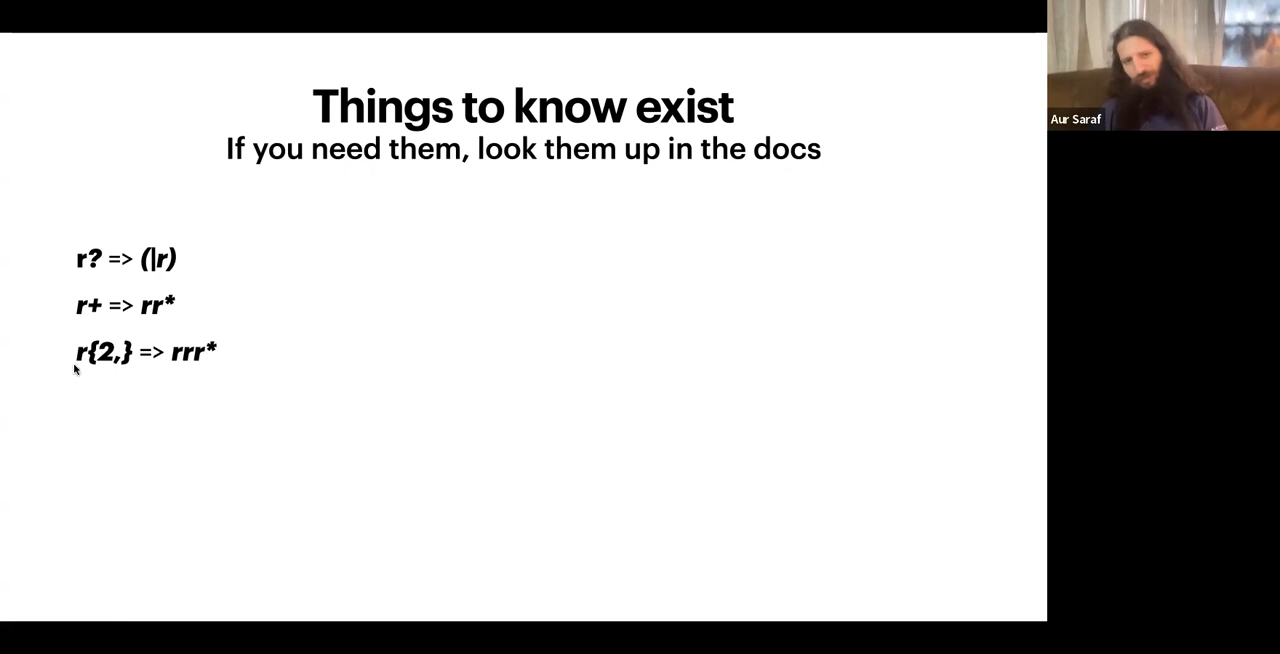 Things to know exist
If you need them, look them up in the docs
r? => (|r)
r+ => rr*
r{2,} => rrr*
Aur Saraf